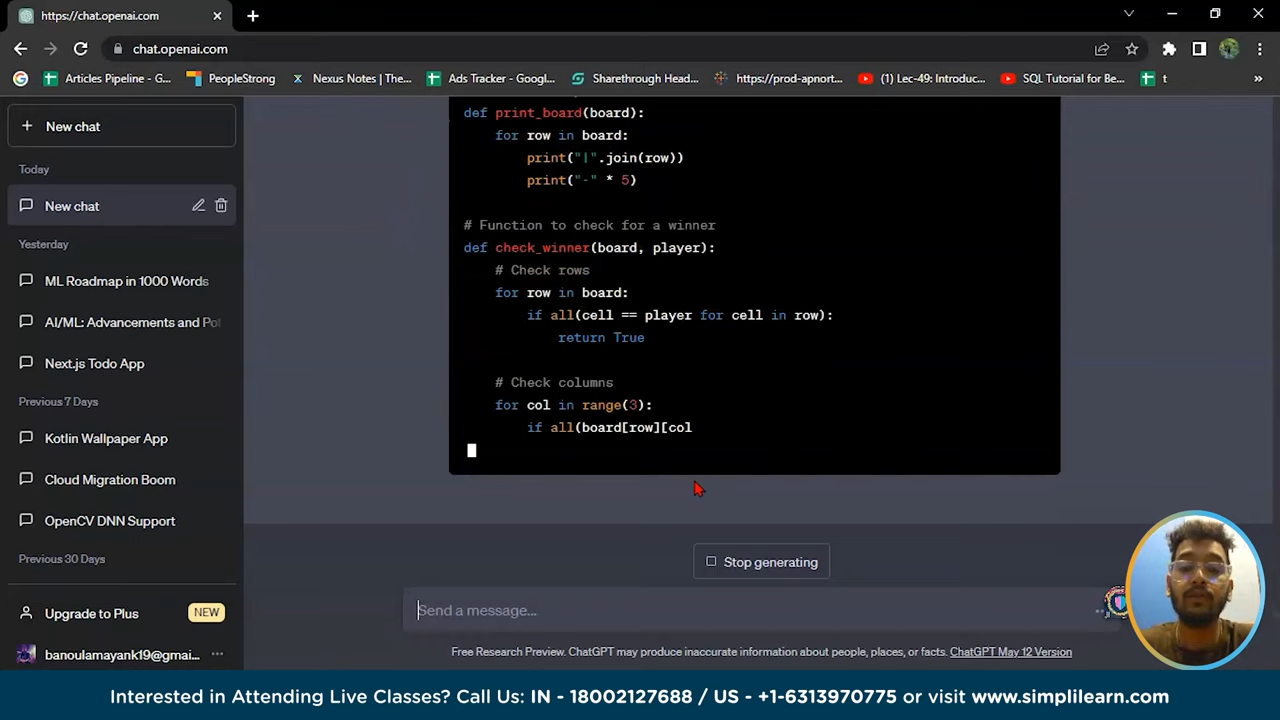 https://chat.openai.com
chat.openai.com
Articles Pipeline - G...
PeopleStrong
Nexus Notes | The...
Ads Tracker - Googl...
Sharethrough Head...
https://prod-apnort...
(1) Lec-49: Introduc...
SQL Tutorial for Be...
t
»
New chat
Today
New chat
Yesterday
ML Roadmap in 1000 Words
AI/ML: Advancements and Pot
Next.js Todo App
Previous 7 Days
Kotlin Wallpaper App
Cloud Migration Boom
OpenCV DNN Support
Previous 30 Days
Upgrade to Plus
NEW
banoulamayank19@gmai...
def print_board(board):
for row in board:
print("|".join(row))
print("-" * 5)
# Function to check for a winner
def check_winner(board, player):
# Check rows
for row in board:
if all(cell == player for cell in row):
return True
# Check columns
for col in range(3):
if all(board[row][col
Stop generating
Send a message...
Free Research Preview. ChatGPT may produce inaccurate information about people, places, or facts. ChatGPT May 12 Version
Interested in Attending Live Classes? Call Us: IN - 18002127688 / US - +1-6313970775 or visit www.simplilearn.com